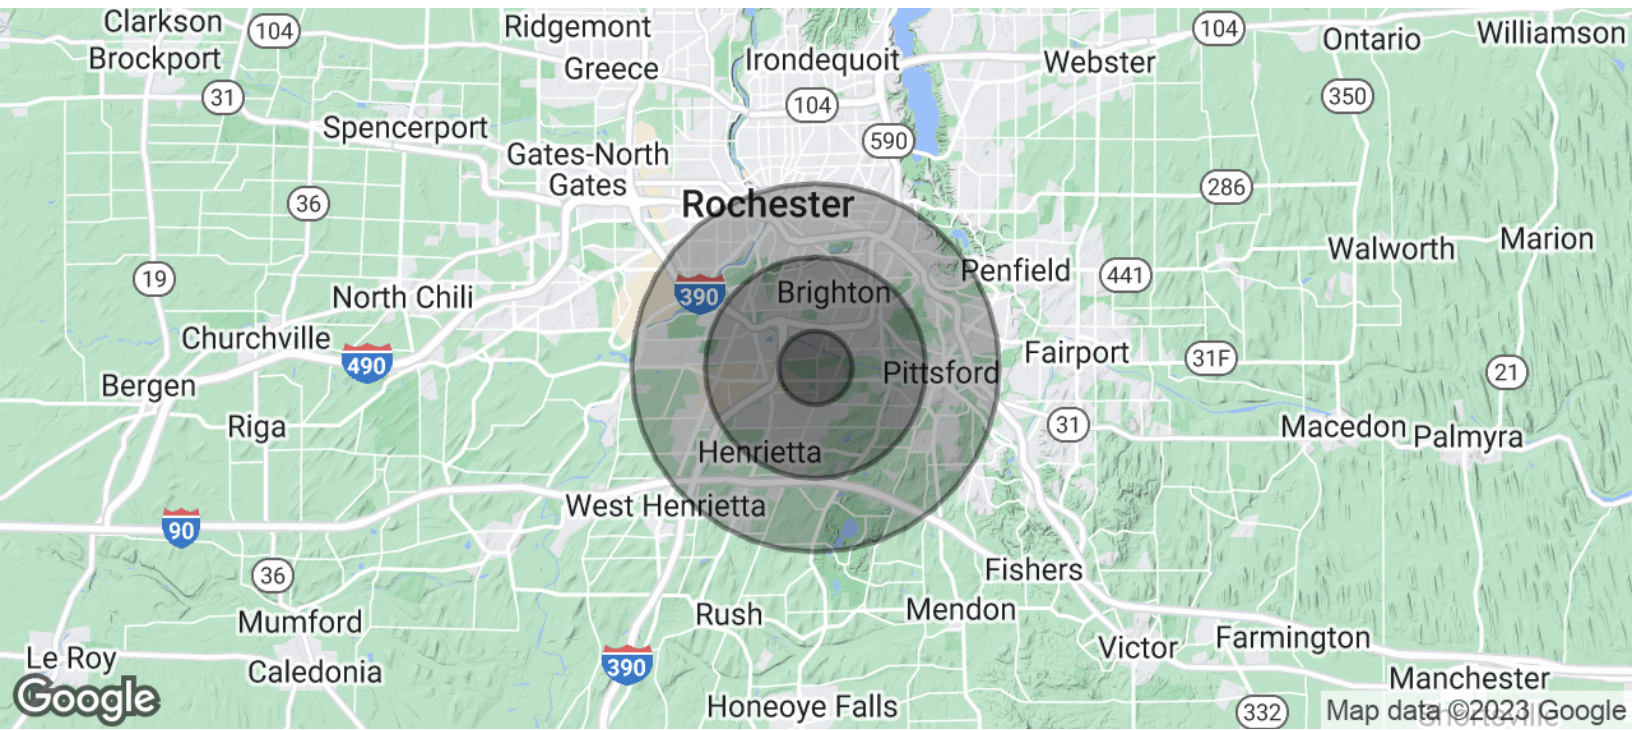 Clarkson
104
Ridgemont
104
Ontario
Williamson
Brockport
Greece
Irondequoit
Webster
31
104
350
Spencerport
590
Gates-North
Gates
286
36
Rochester
Walworth
Marion
19
North Chili
390
Brighton
Penfield
441
Churchville
490
Fairport
31F
Bergen
Pittsford
21
Riga
31
Macedon
Palmyra
Henrietta
West Henrietta
90
36
Fishers
Mumford
Rush
Mendon
Victor
Farmington
Le Roy
Caledonia
390
Manchester
Google
Honeoye Falls
332
Map data ©2023 Google
Shortsville